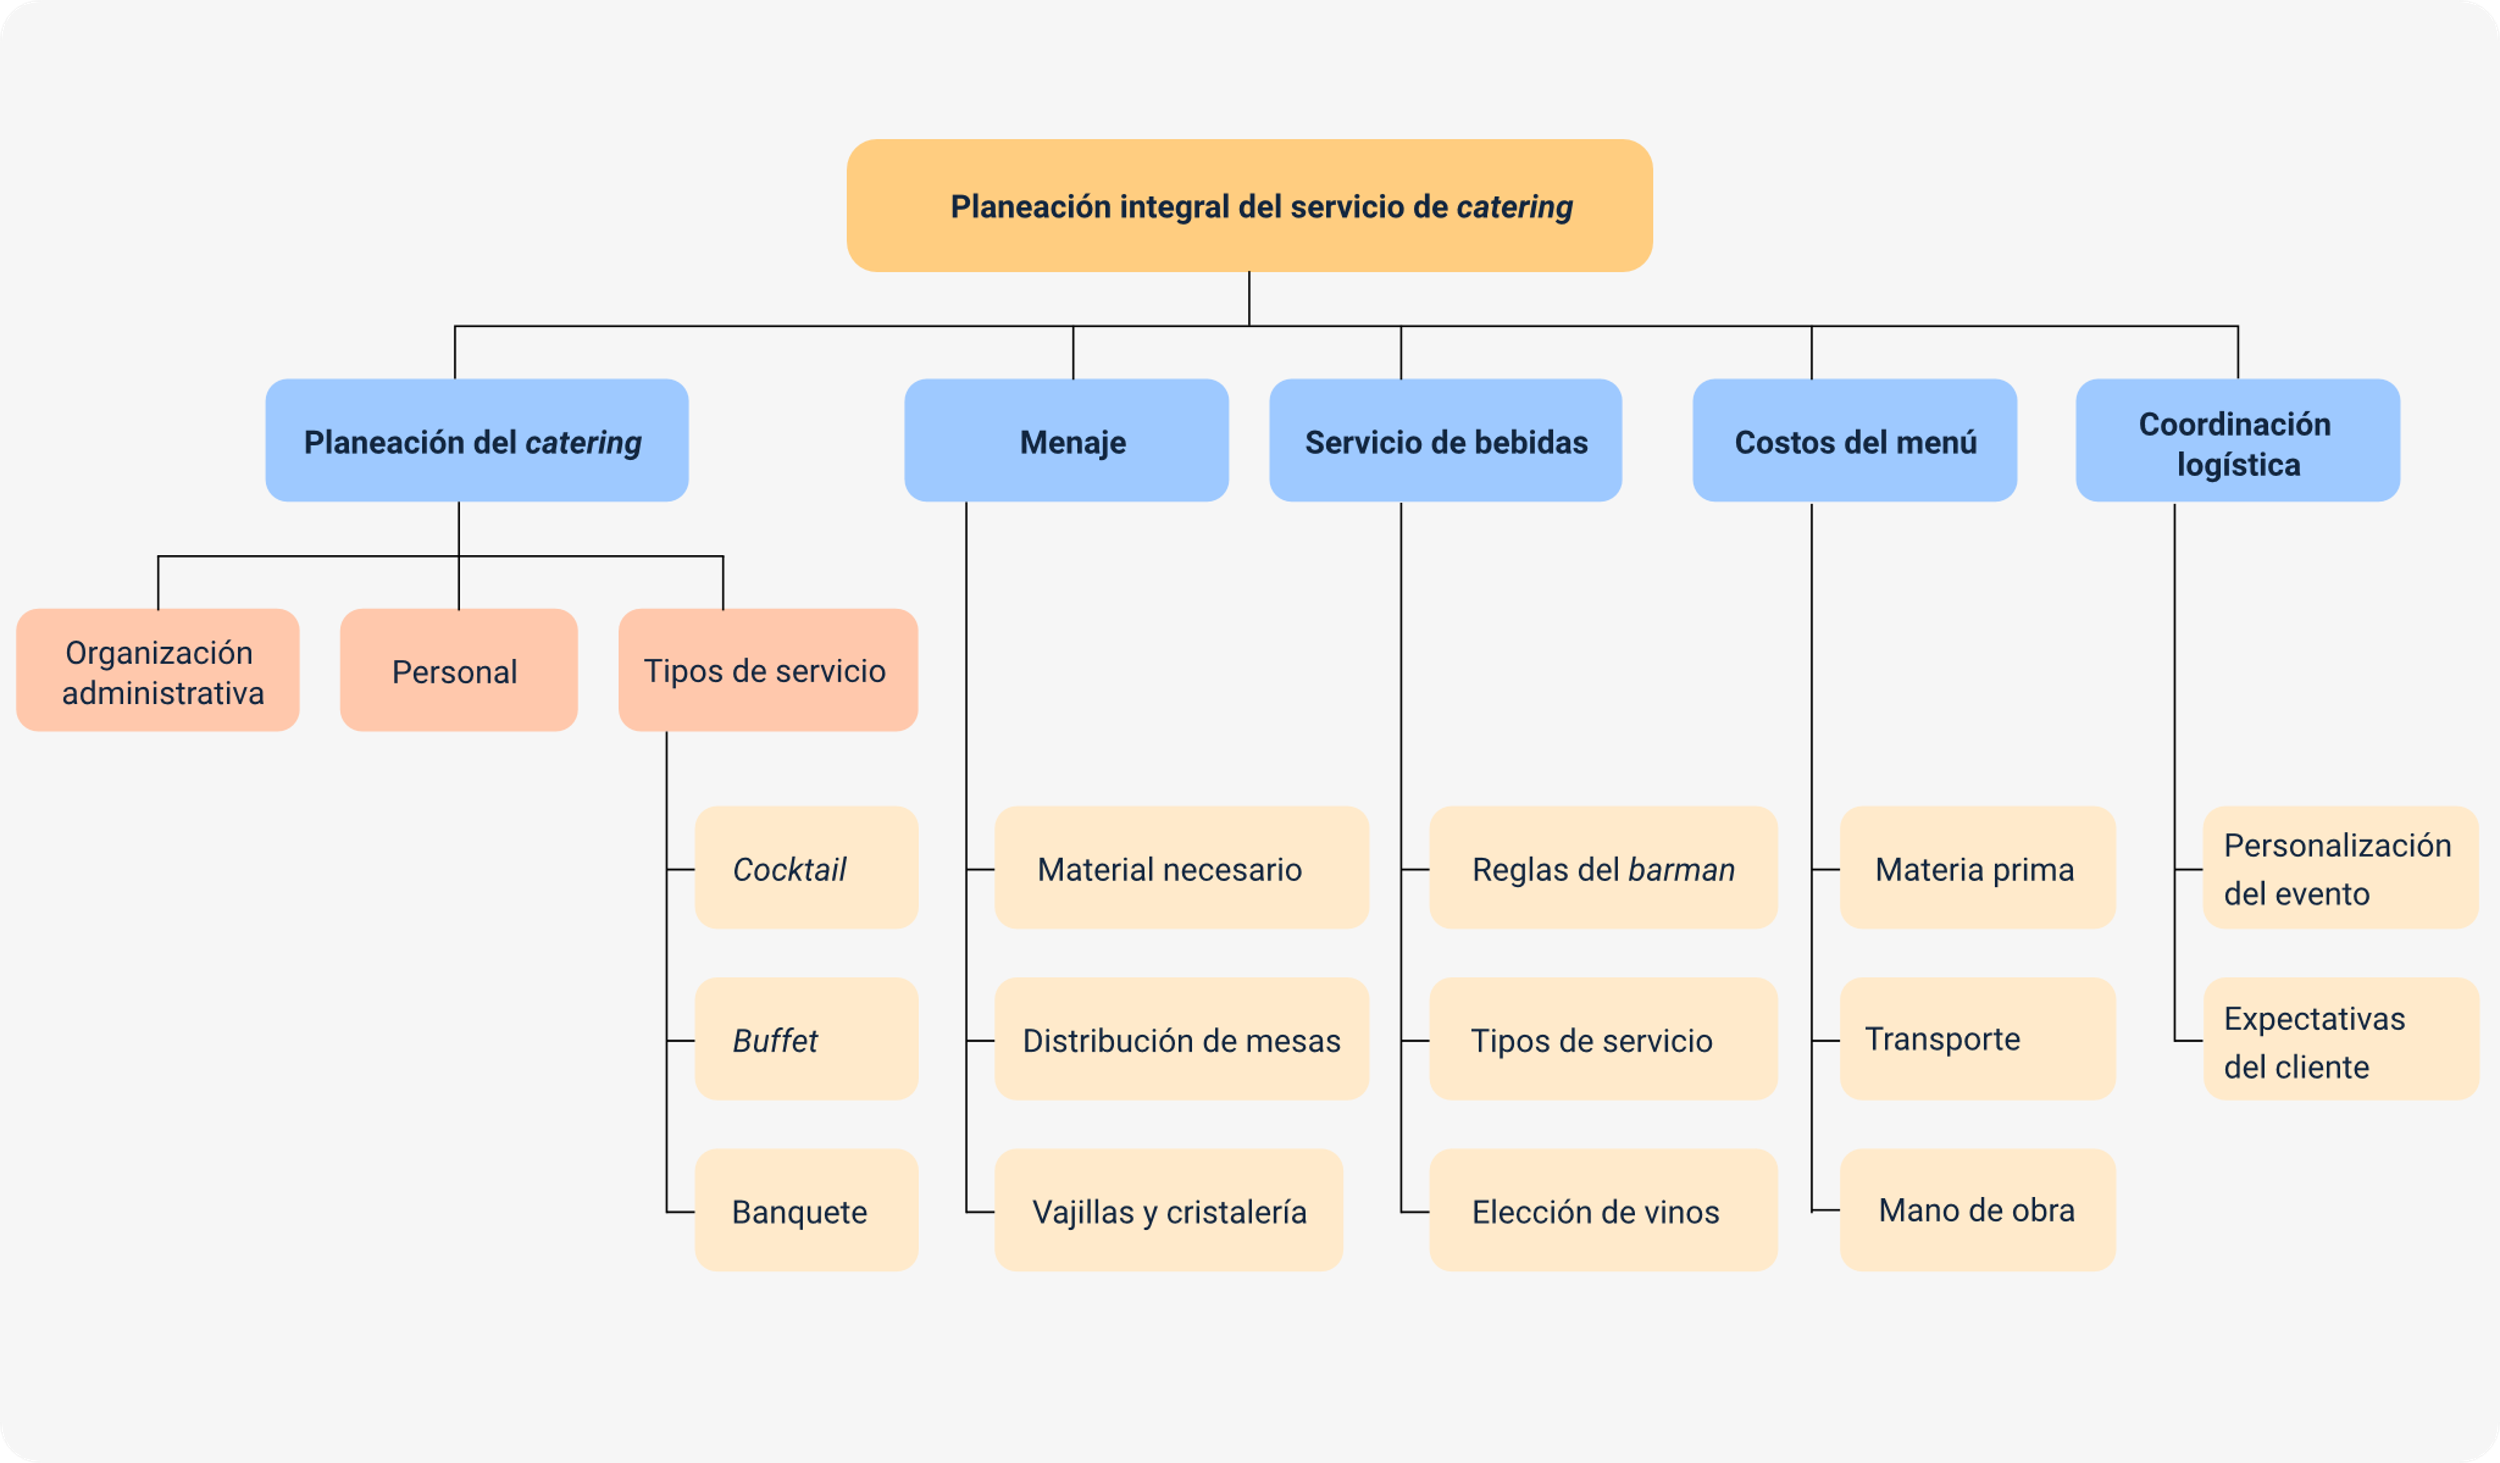 Planeación integral del servicio de catering
Planeación del catering
Menaje
Servicio de bebidas
Costos del menú
Coordinación
logística
Organización
administrativa
Personal
Tipos de servicio
Cocktail
Buffet
Banquete
Material necesario
Distribución de mesas
Vajillas y cristalería
Reglas del barman
Tipos de servicio
Elección de vinos
Materia prima
Transporte
Mano de obra
Personalización
del evento
Expectativas
del cliente